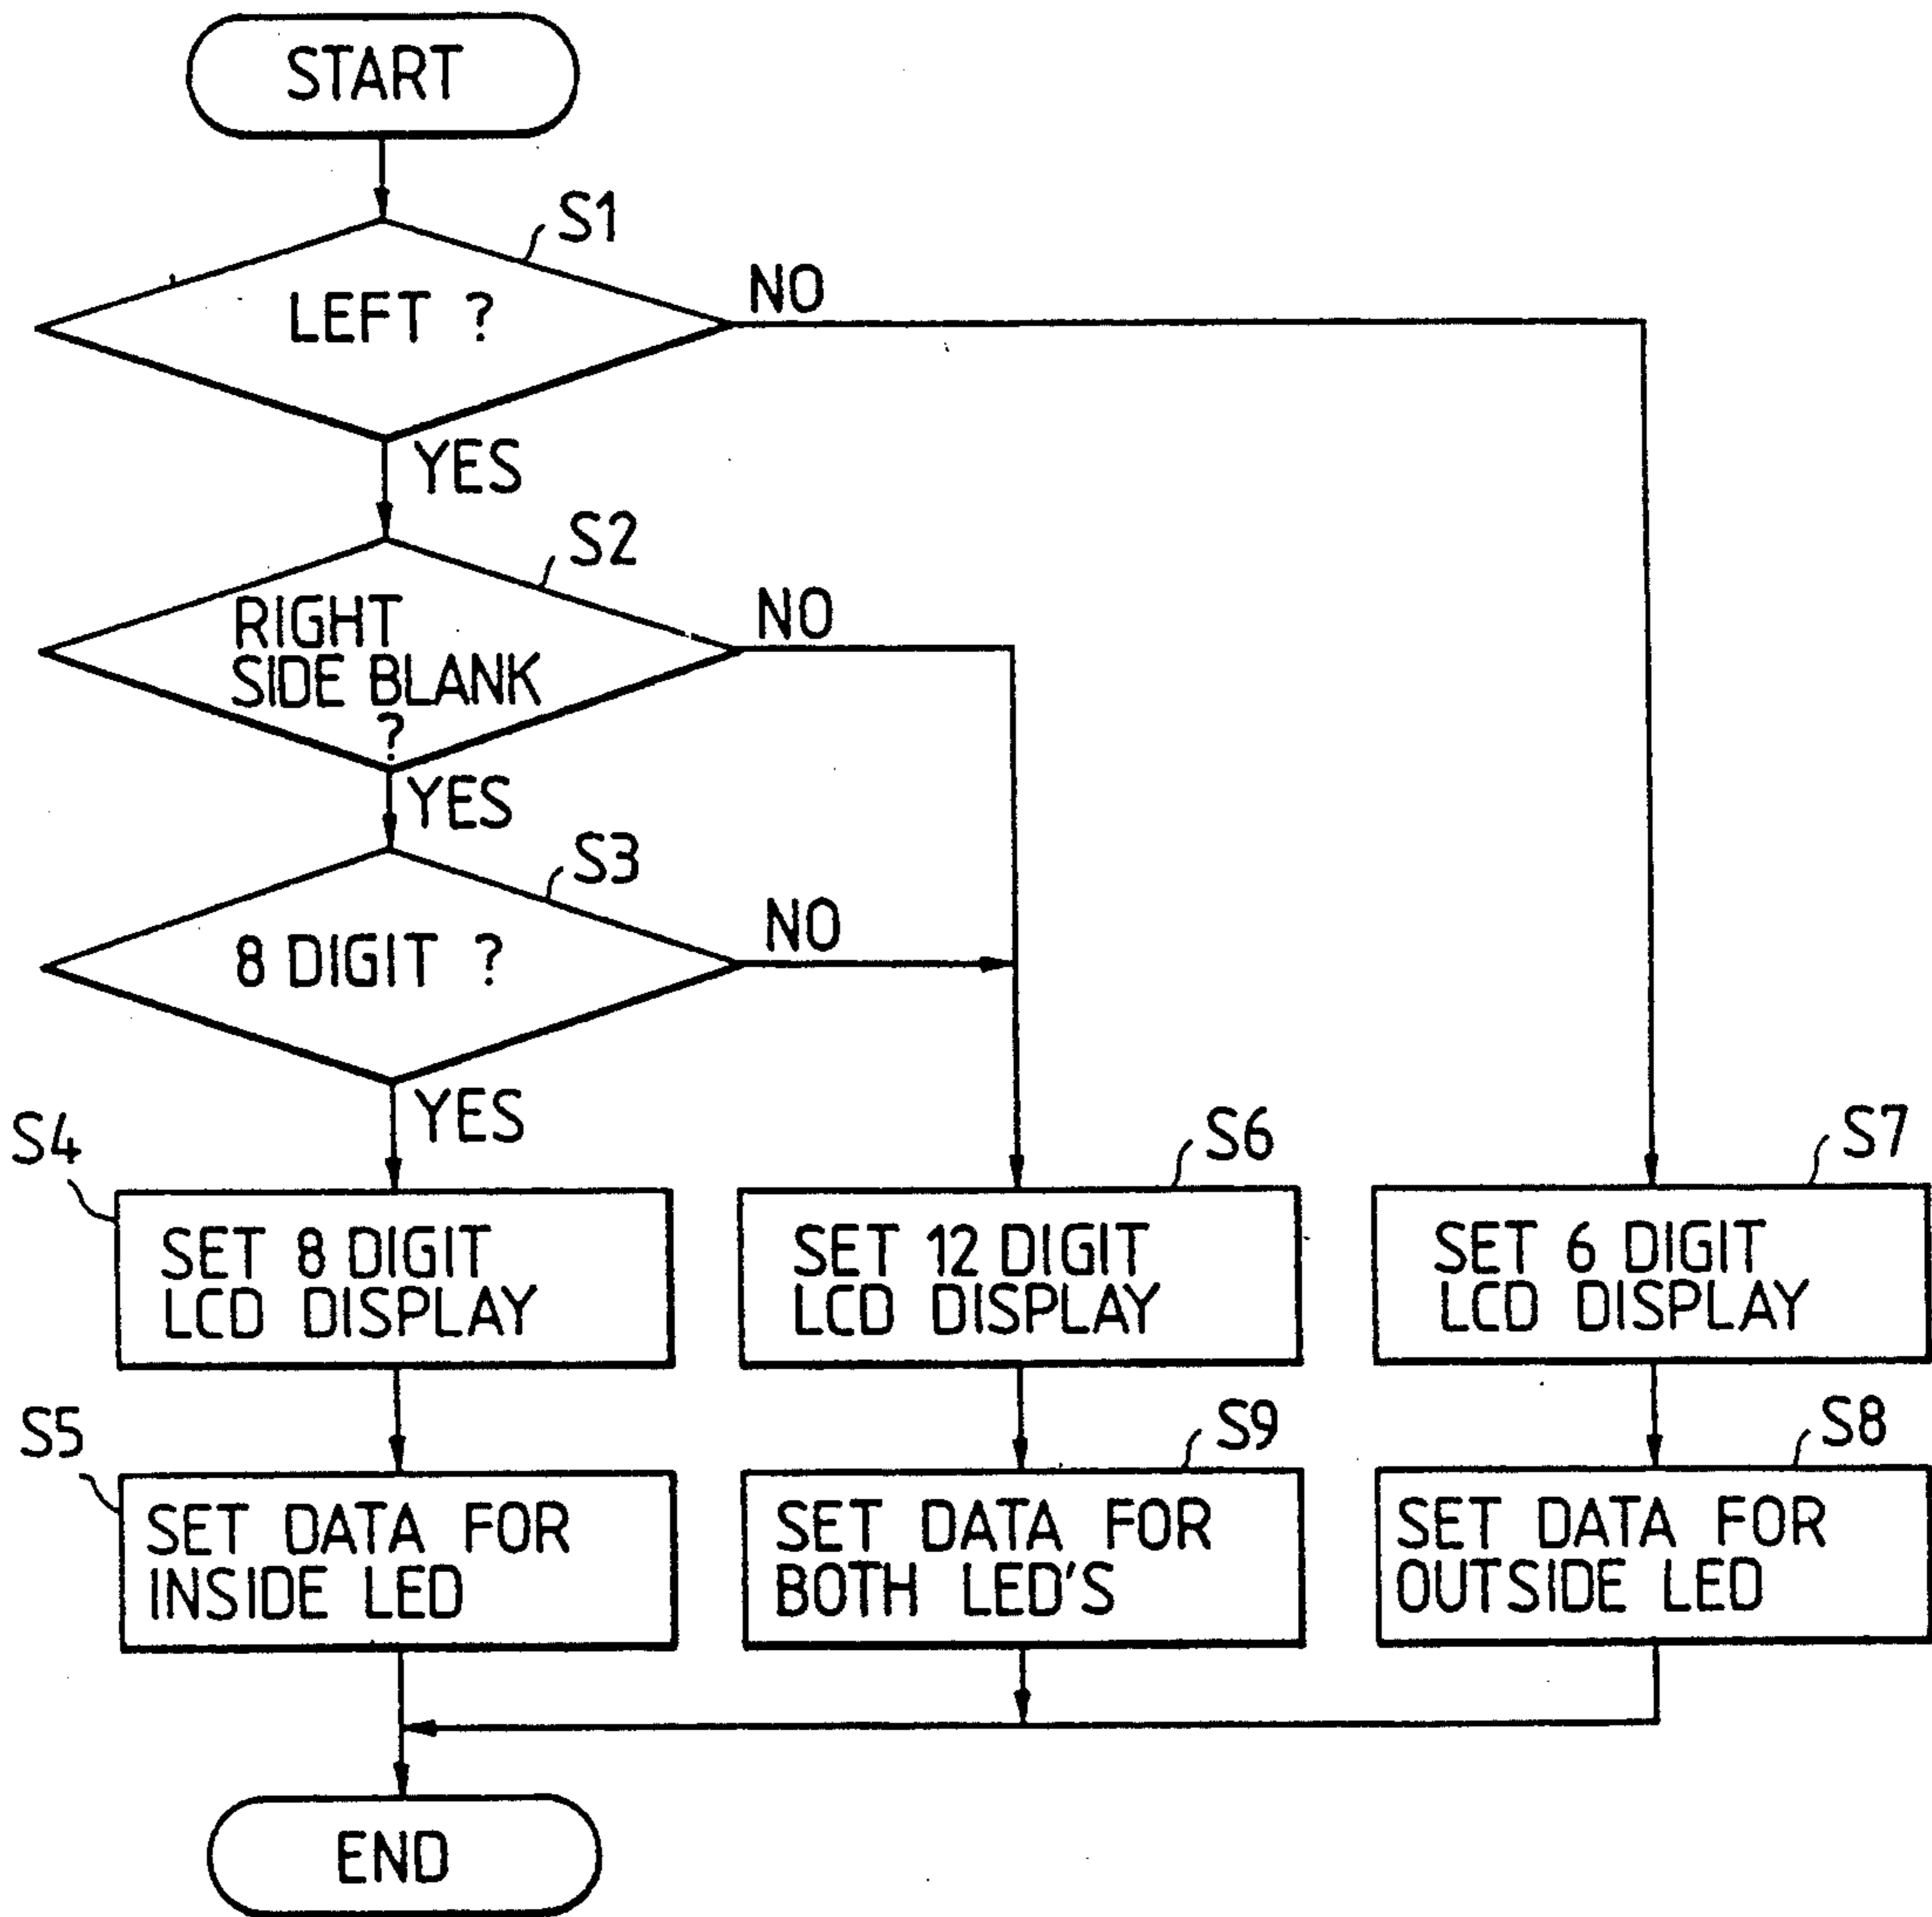 START
S1
LEFT ?
NO
YES
S2
RIGHT
SIDE BLANK
?
NO
YES
S3
8 DIGIT ?
NO
YES
S4
SET 8 DIGIT
LCD DISPLAY
S6
SET 12 DIGIT
LCD DISPLAY
S7
SET 6 DIGIT
LCD DISPLAY
S5
SET DATA FOR
INSIDE LED
S9
SET DATA FOR
BOTH LED'S
S8
SET DATA FOR
OUTSIDE LED
END